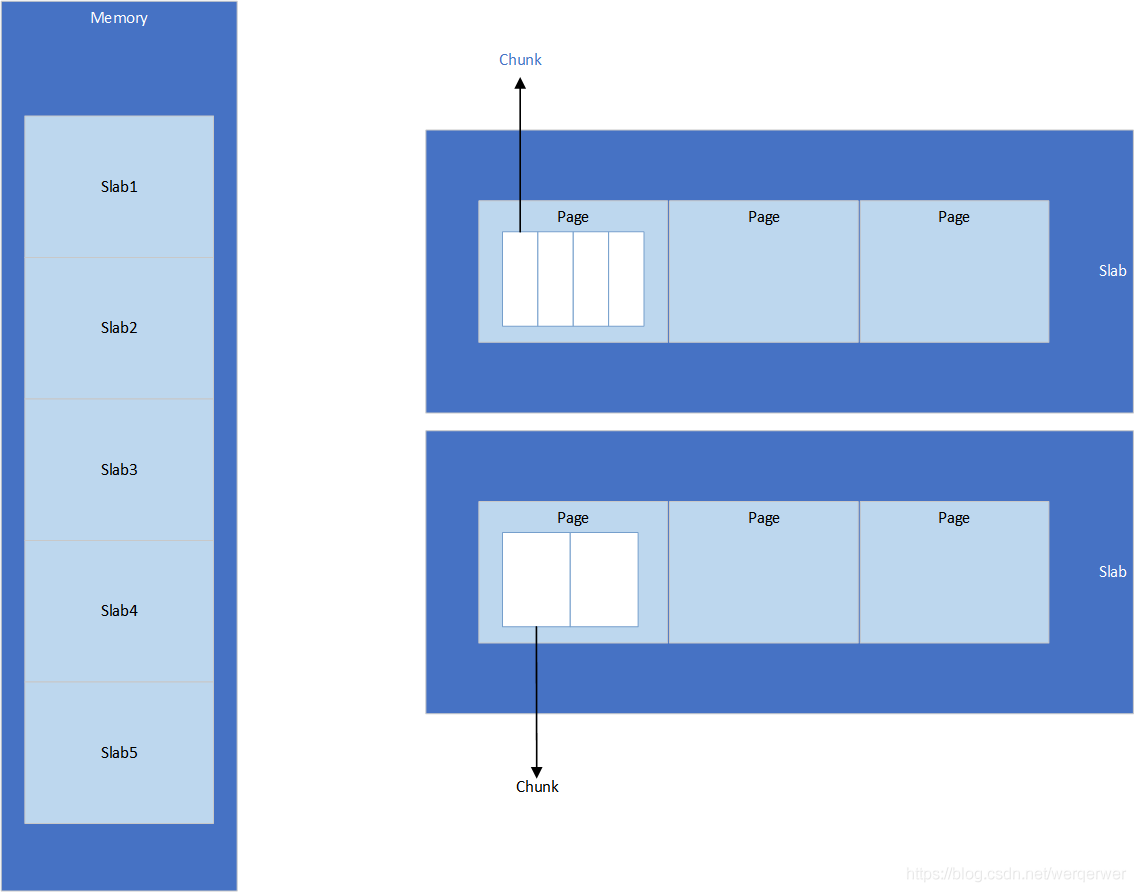 Memory
Slab1
Slab2
Slab3
Slab4
Slab5
Chunk
Page
Page
Page
Slab
Page
Page
Page
Slab
Chunk
https://blog.csdn.net/werqerwer